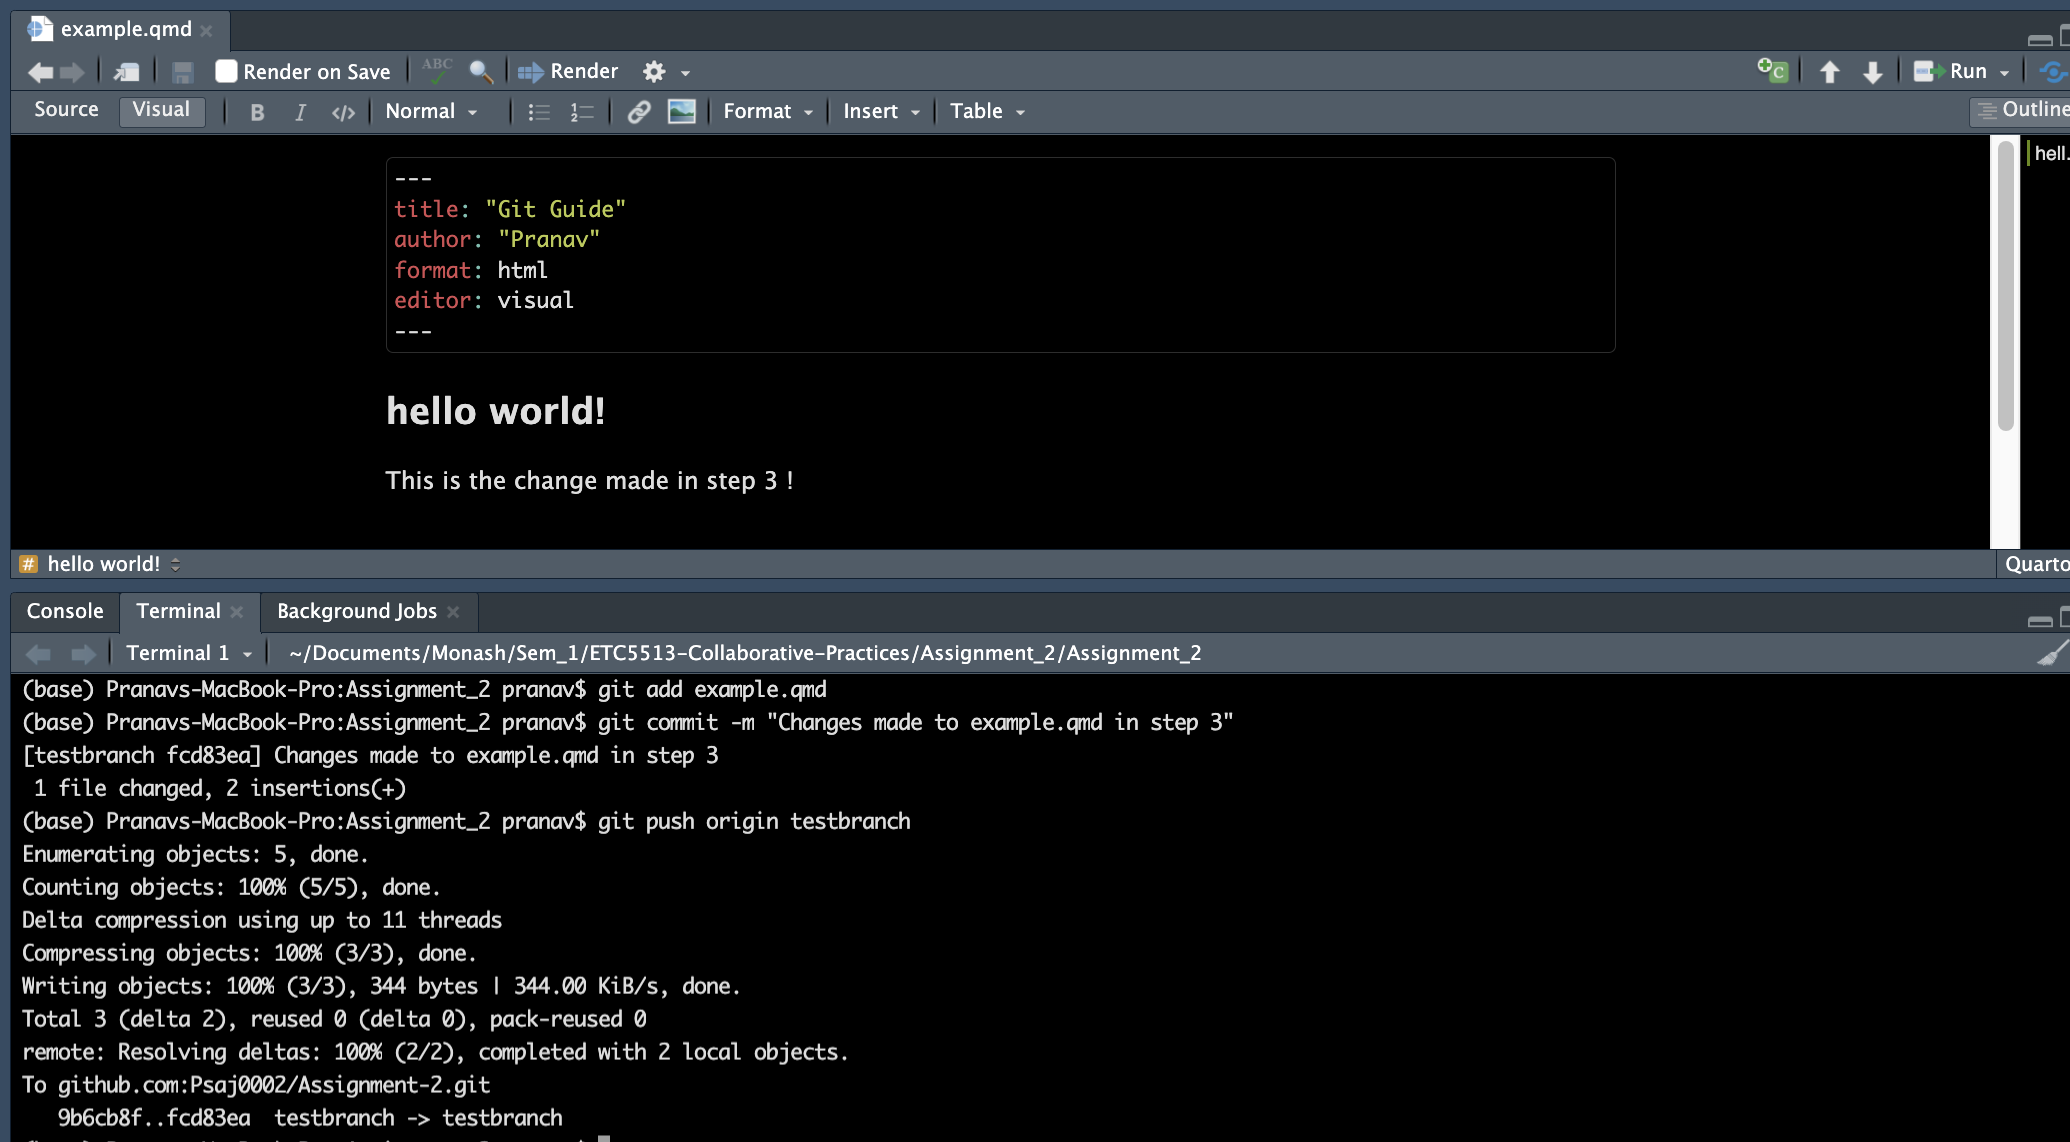 example.qmd
Render on Save
ABC
Render
Run
Source
Visual
B
I
</>
Normal
Format
Insert
Table
Outline
---
title: "Git Guide"
author: "Pranav"
format: html
editor: visual
---
hell.
hello world!
This is the change made in step 3 !
# hello world!
Quarto
Console
Terminal
Background Jobs
Terminal 1
~/Documents/Monash/Sem_1/ETC5513-Collaborative-Practices/Assignment_2/Assignment_2
(base) Pranavs-MacBook-Pro:Assignment_2 pranav$ git add example.qmd
(base) Pranavs-MacBook-Pro:Assignment_2 pranav$ git commit -m "Changes made to example.qmd in step 3"
[testbranch fcd83ea] Changes made to example.qmd in step 3
1 file changed, 2 insertions(+)
(base) Pranavs-MacBook-Pro:Assignment_2 pranav$ git push origin testbranch
Enumerating objects: 5, done.
Counting objects: 100% (5/5), done.
Delta compression using up to 11 threads
Compressing objects: 100% (3/3), done.
Writing objects: 100% (3/3), 344 bytes | 344.00 KiB/s, done.
Total 3 (delta 2), reused 0 (delta 0), pack-reused 0
remote: Resolving deltas: 100% (2/2), completed with 2 local objects.
To github.com:Psaj0002/Assignment-2.git
9b6cb8f..fcd83ea testbranch -> testbranch